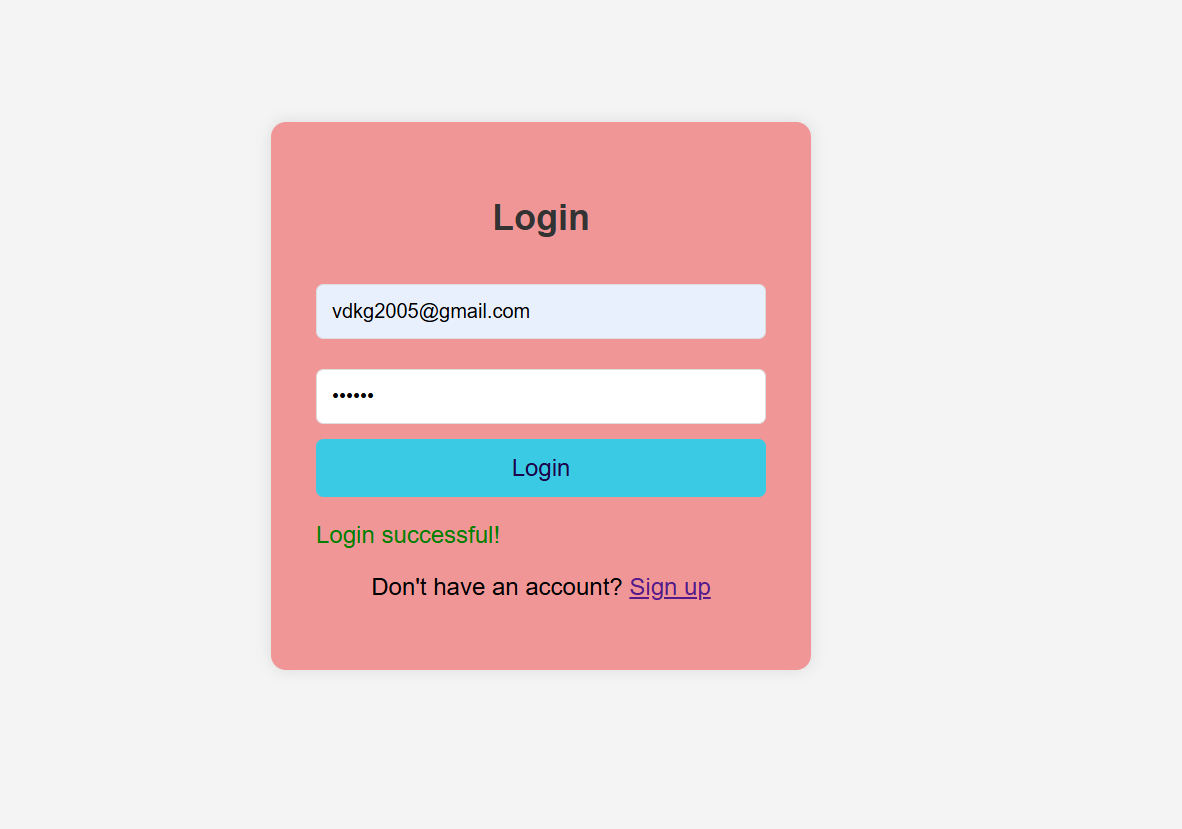 Login
vdkg2005@gmail.com
••••••
Login
Login successful!
Don't have an account? Sign up